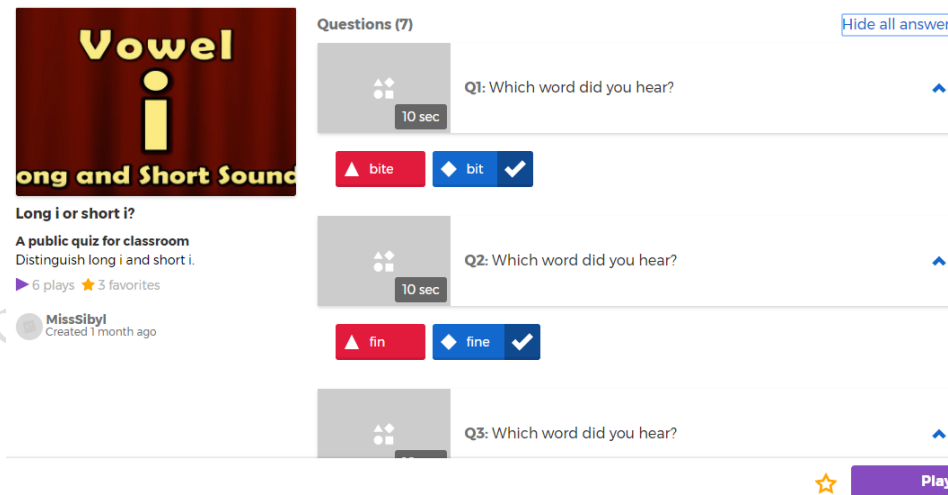 Vowel
i
ong and Short Sound
Long i or short i?
A public quiz for classroom
Distinguish long i and short i.
6 plays 3 favorites
MissSibyl
Created 1 month ago
Questions (7)
Hide all answer
10 sec
Q1: Which word did you hear?
bite
bit
10 sec
Q2: Which word did you hear?
fin
fine
Q3: Which word did you hear?
Play